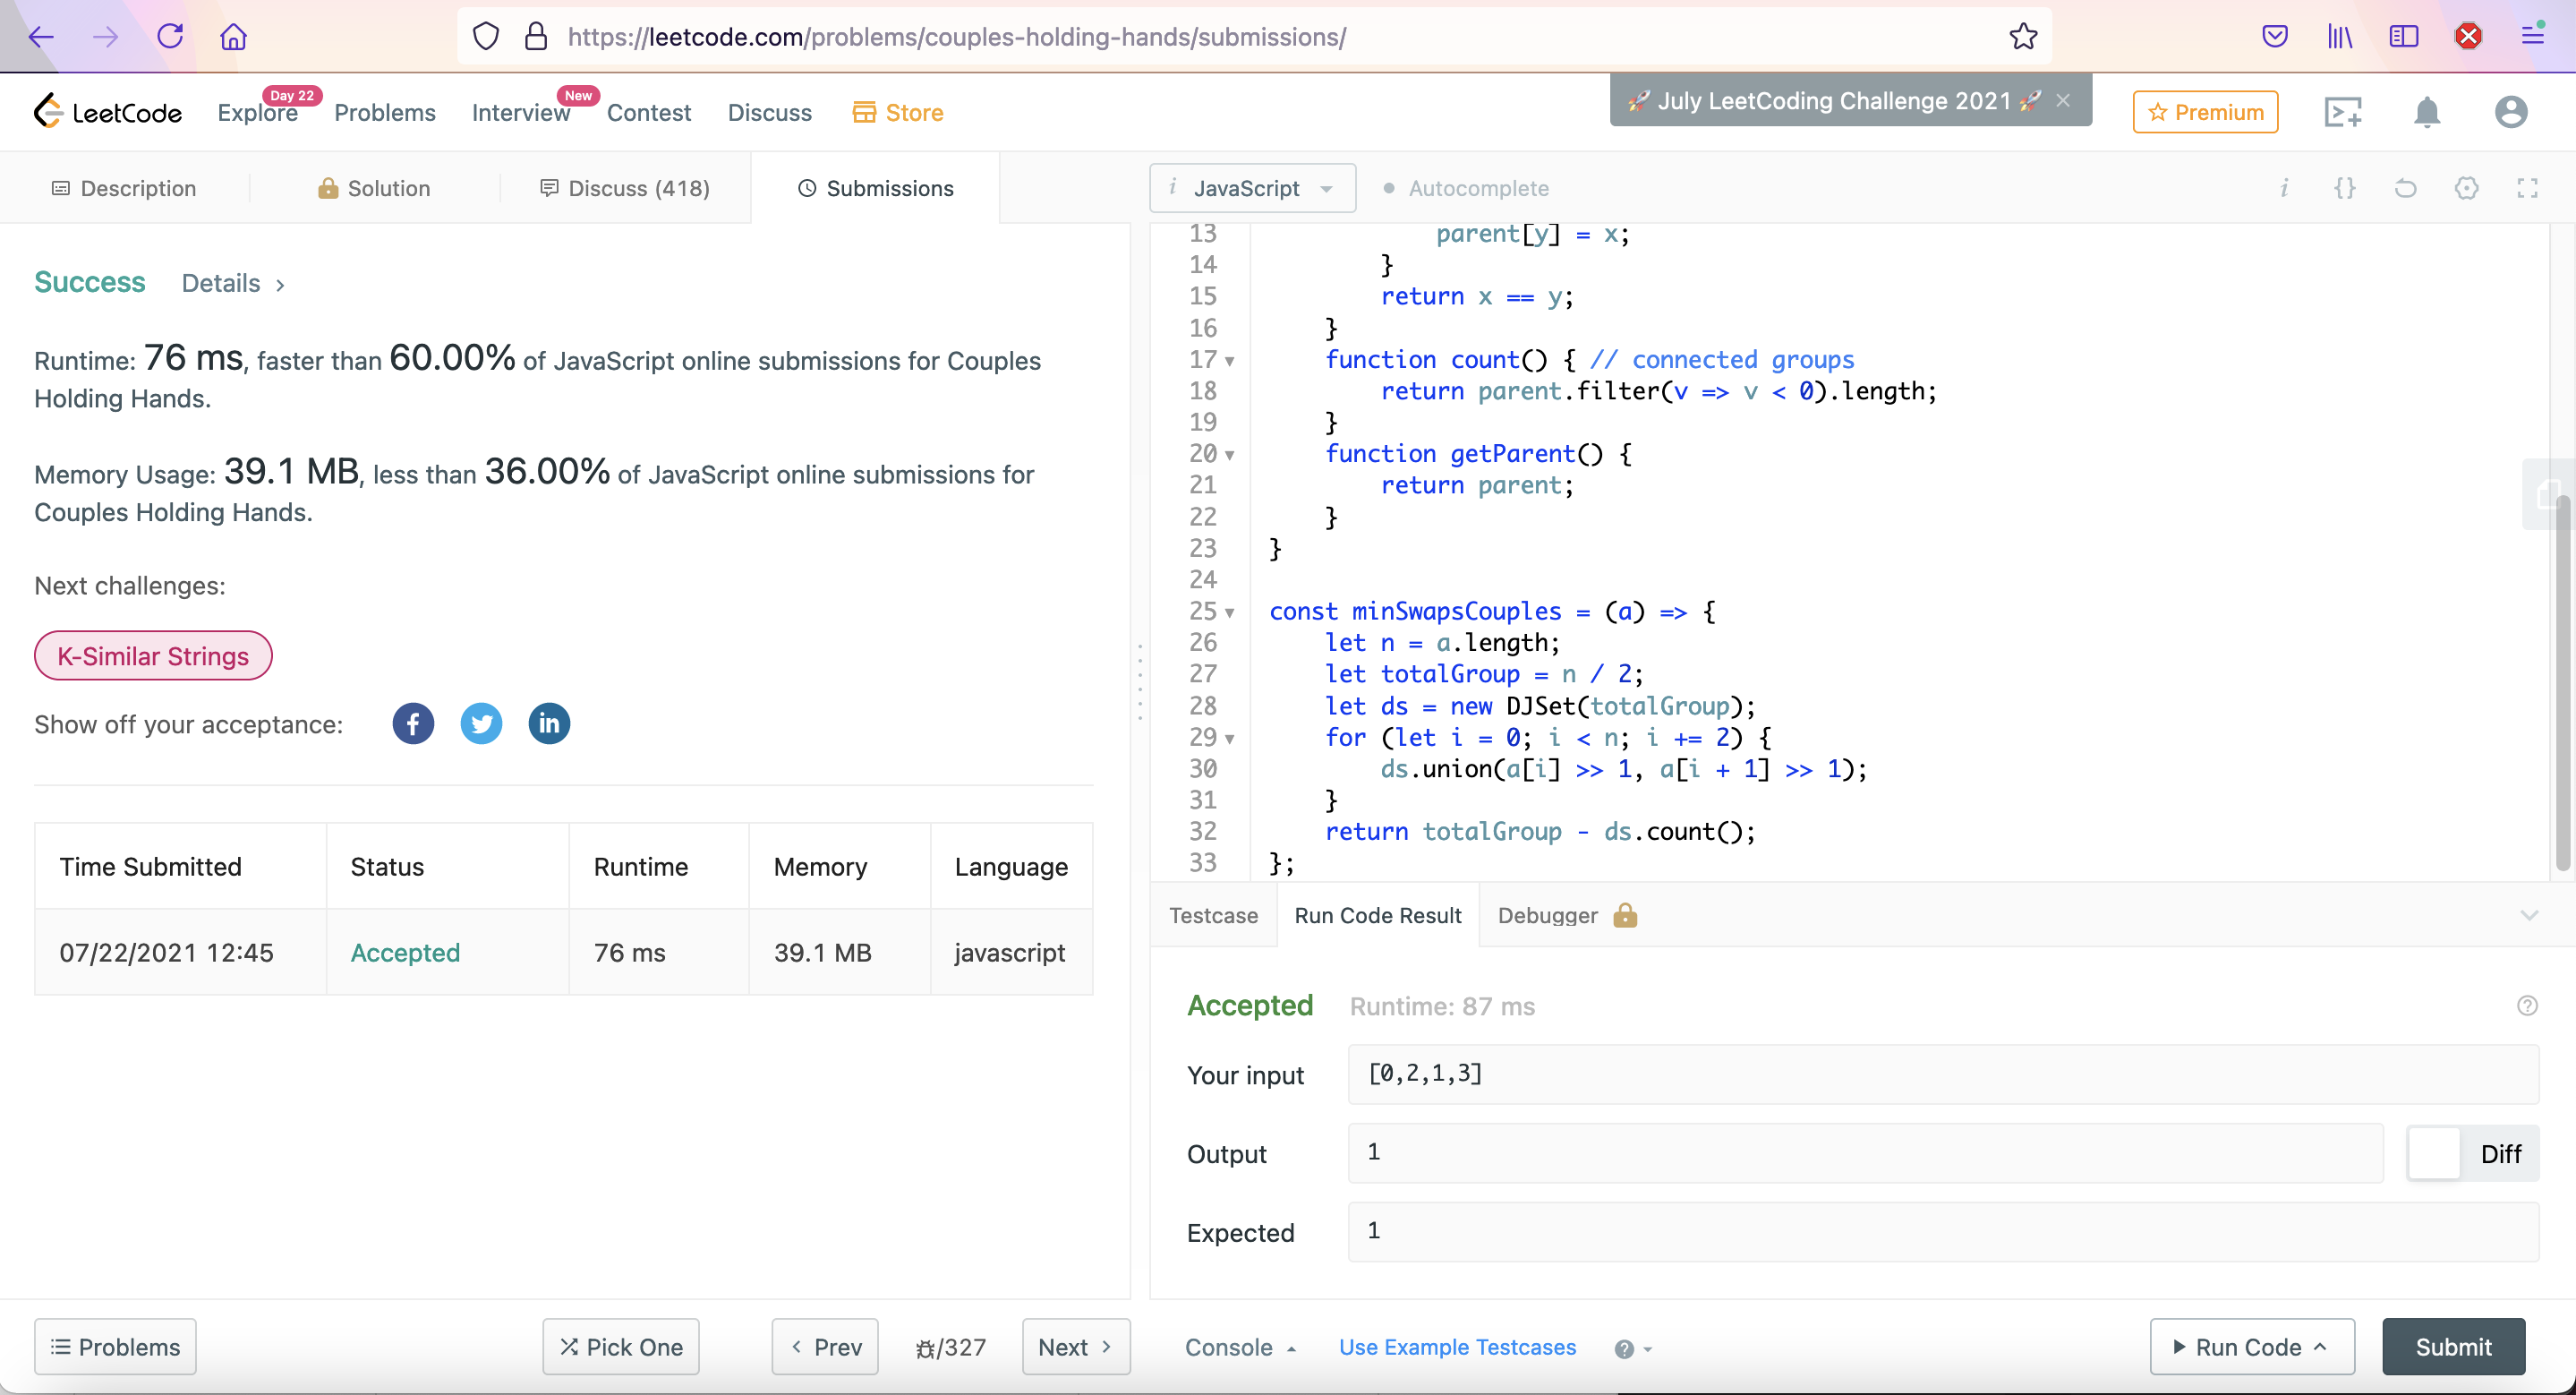 https://leetcode.com/problems/couples-holding-hands/submissions/
LeetCode
Explore
Day 22
Problems
Interview
New
Contest
Discuss
Store
🚀 July LeetCoding Challenge 2021 🚀 ×
Premium
Description
Solution
Discuss (418)
Submissions
i JavaScript
Autocomplete
i {}
Success Details >
Runtime: 76 ms, faster than 60.00% of JavaScript online submissions for Couples
Holding Hands.
Memory Usage: 39.1 MB, less than 36.00% of JavaScript online submissions for
Couples Holding Hands.
Next challenges:
K-Similar Strings
Show off your acceptance:
f
in
Time Submitted Status Runtime Memory Language
07/22/2021 12:45 Accepted 76 ms 39.1 MB javascript
13 parent[y] = x;
14 }
15 return x == y;
16 }
17 function count() { // connected groups
18 return parent.filter(v => v < 0).length;
19 }
20 function getParent() {
21 return parent;
22 }
23 }
24
25 const minSwapsCouples = (a) => {
26 let n = a.length;
27 let totalGroup = n / 2;
28 let ds = new DJSet(totalGroup);
29 for (let i = 0; i < n; i += 2) {
30 ds.union(a[i] >> 1, a[i + 1] >> 1);
31 }
32 return totalGroup - ds.count();
33 };
Testcase
Run Code Result
Debugger
Accepted Runtime: 87 ms
?
Your input [0,2,1,3]
Output 1
Diff
Expected 1
Problems
Pick One
< Prev
/327
Next >
Console
Use Example Testcases
?
Run Code
Submit